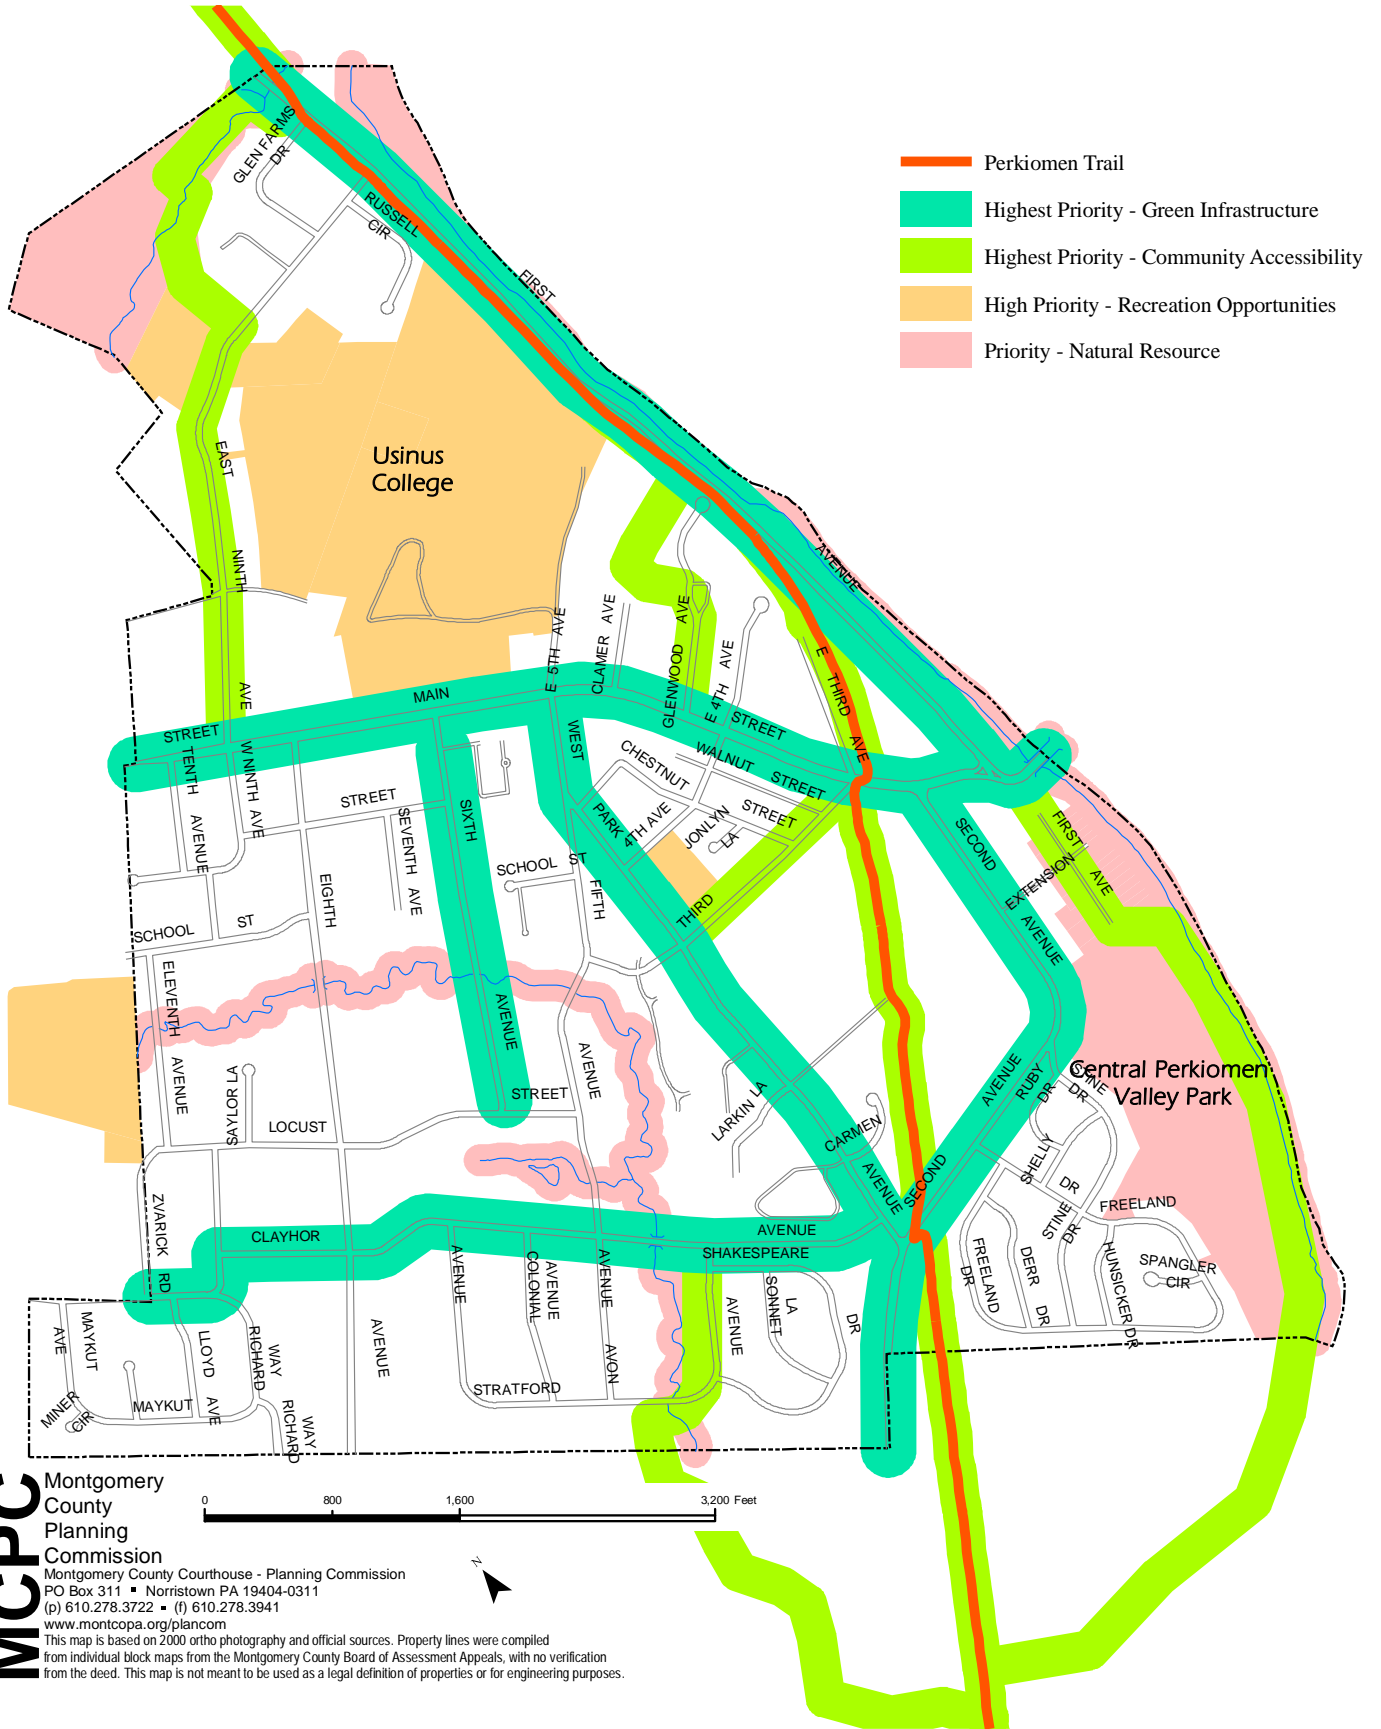 Perkiomen Trail
Highest Priority - Green Infrastructure
Highest Priority - Community Accessibility
High Priority - Recreation Opportunities
Priority - Natural Resource
GLEN FARMS
DR
RUSSELL
CIR
FIRST
AVENUE
Usinus
College
EAST
NINTH
AVE
E 5TH AVE
CLAMER AVE
GLENWOOD AVE
E 4TH AVE
E THIRD AVE
MAIN
STREET
STREET
WALNUT STREET
CHESTNUT
STREET
TENTH AVENUE
W NINTH AVE
STREET
SEVENTH AVE
SIXTH
AVENUE
WEST
PARK
4TH AVE
JONLYN
LA
SCHOOL ST
FIFTH
AVENUE
THIRD
SECOND
AVENUE
EXTENSION
FIRST
AVE
EIGHTH
SCHOOL ST
ELEVENTH
AVENUE
SAYLOR LA
LOCUST
STREET
LARKIN LA
CARMEN
AVENUE
SECOND
AVENUE
RUBY
DR
STINE
DR
Central Perkiomen
Valley Park
SHELLY
DR
STINE
DR
FREELAND
FREELAND
DR
DERR
DR
HUNSICKER DR
SPANGLER
CIR
ZVARICK
RD
CLAYHOR
AVENUE
SHAKESPEARE
DR
AVENUE
COLONIAL
AVENUE
AVENUE
AVON
AVENUE
SONNET
LA
STRATFORD
AVENUE
MAYKUT
AVE
MINER
CIR
MAYKUT
LLOYD
AVE
RICHARD
WAY
RICHARD
WAY
MCPC
Montgomery
County
Planning
Commission
0 800 1,600 3,200 Feet
N
Montgomery County Courthouse - Planning Commission
PO Box 311 ▪ Norristown PA 19404-0311
(p) 610.278.3722 ▪ (f) 610.278.3941
www.montcopa.org/plancom
This map is based on 2000 ortho photography and official sources. Property lines were compiled
from individual block maps from the Montgomery County Board of Assessment Appeals, with no verification
from the deed. This map is not meant to be used as a legal definition of properties or for engineering purposes.